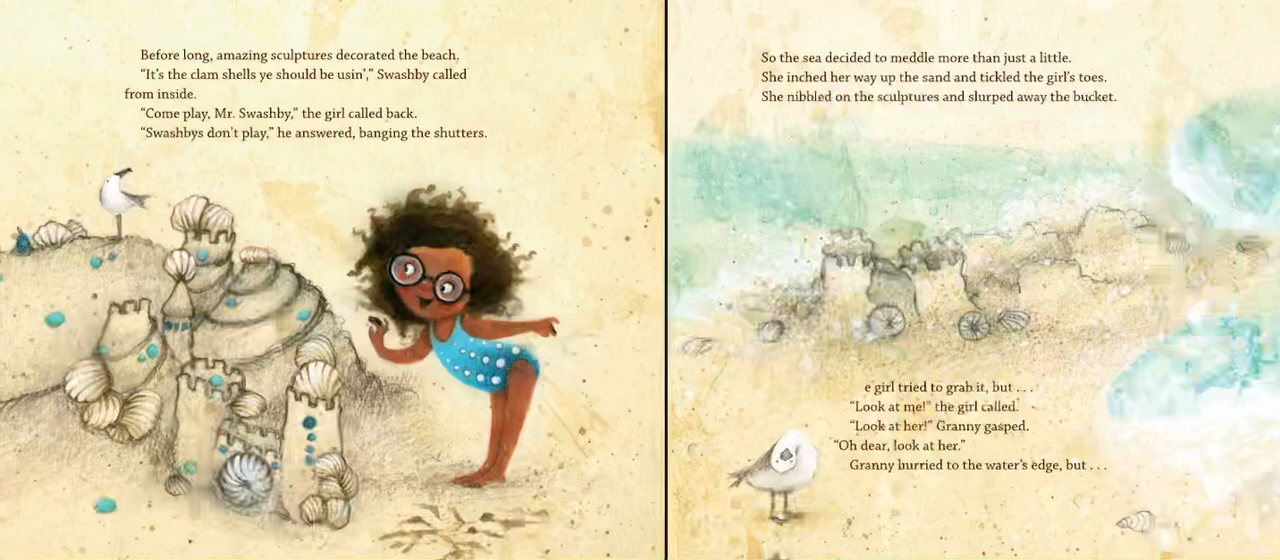 Before long, amazing sculptures decorated the beach.
“It’s the clam shells ye should be usin’,” Swashby called
from inside.
“Come play, Mr. Swashby,” the girl called back.
“Swashbys don’t play,” he answered, banging the shutters.
So the sea decided to meddle more than just a little.
She inched her way up the sand and tickled the girl’s toes.
She nibbled on the sculptures and slurped away the bucket.
e girl tried to grab it, but . . .
“Look at me!” the girl called.
“Look at her!” Granny gasped.
“Oh dear, look at her.”
Granny hurried to the water’s edge, but . . .